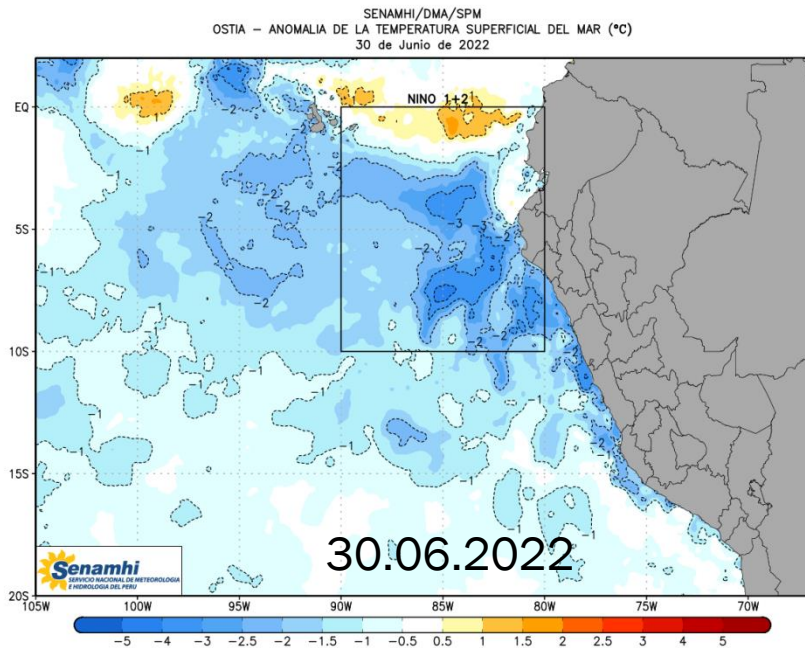 SENAMHI/DMA/SPM
OSTIA – ANOMALIA DE LA TEMPERATURA SUPERFICIAL DEL MAR (°C)
30 de Junio de 2022
NINO 1+2
EQ
5S
10S
15S
20S
105W 100W 95W 90W 85W 80W 75W 70W
-1
-2
-3
30.06.2022
Senamhi
SERVICIO NACIONAL DE METEOROLOGIA
E HIDROLOGIA DEL PERU
-5 -4 -3 -2.5 -2 -1.5 -1 -0.5 0.5 1 1.5 2 2.5 3 4 5